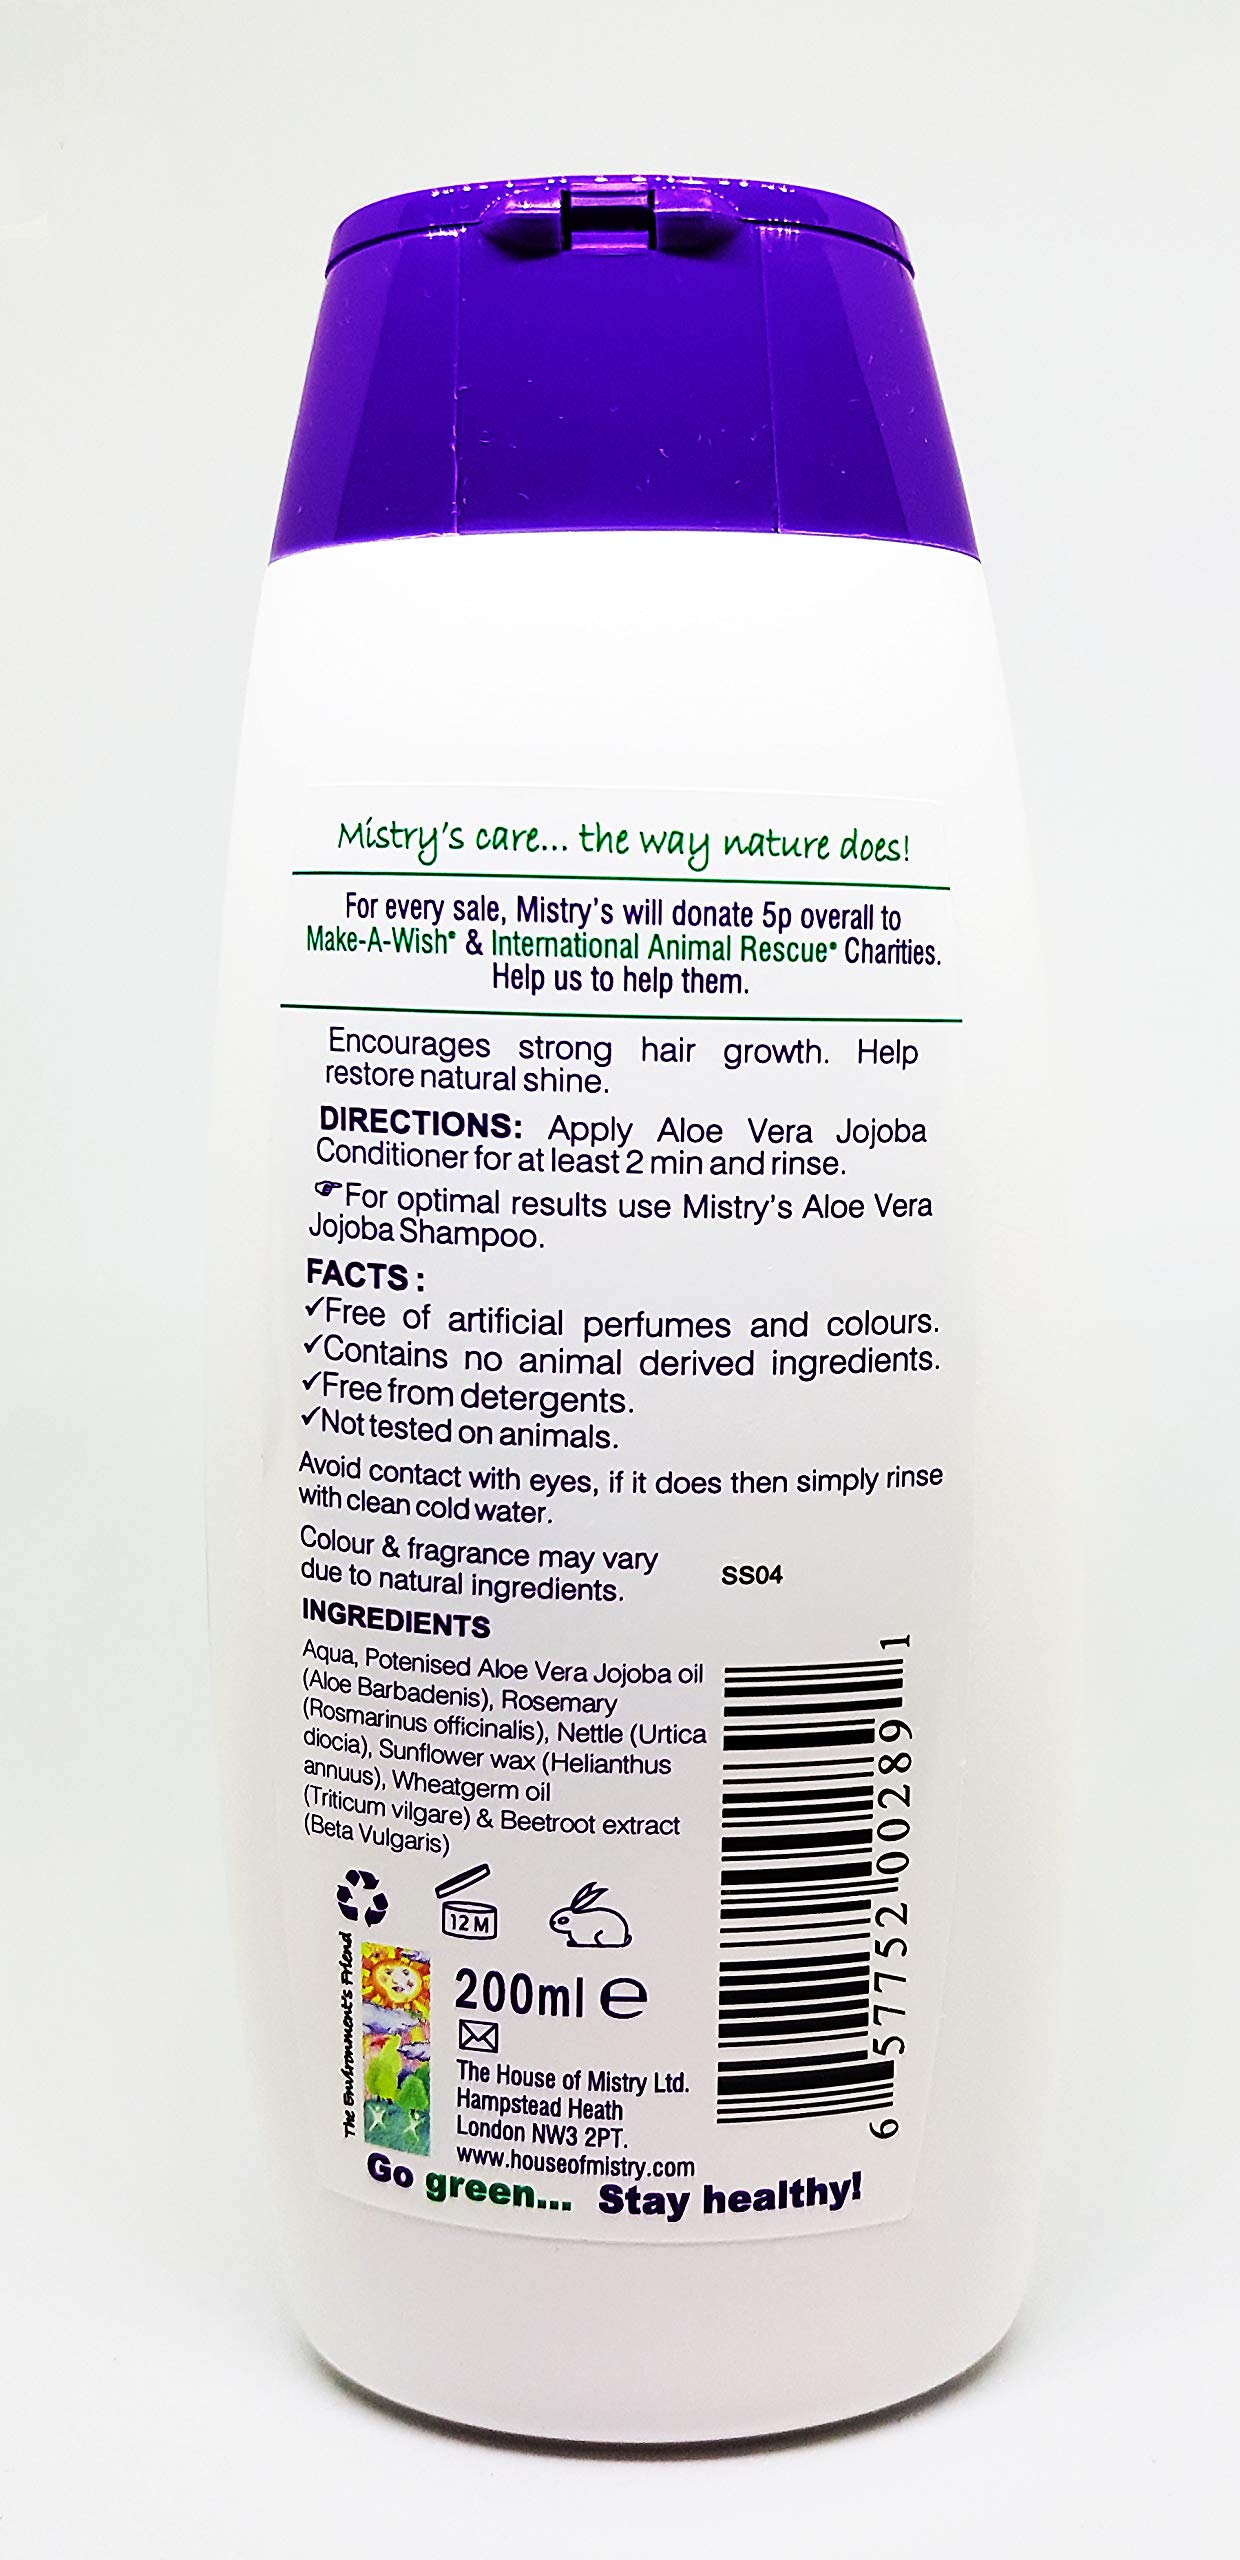 Mistry's care... the way nature does!
For every sale, Mistry's will donate 5p overall to
Make-A-Wish® & International Animal Rescue® Charities.
Help us to help them.
Encourages strong hair growth. Help
restore natural shine.
DIRECTIONS: Apply Aloe Vera Jojoba
Conditioner for at least 2 min and rinse.
☞For optimal results use Mistry's Aloe Vera
Jojoba Shampoo.
FACTS :
✓Free of artificial perfumes and colours.
✓Contains no animal derived ingredients.
✓Free from detergents.
✓Not tested on animals.
Avoid contact with eyes, if it does then simply rinse
with clean cold water.
Colour & fragrance may vary
due to natural ingredients.
SS04
INGREDIENTS
Aqua, Potenised Aloe Vera Jojoba oil
(Aloe Barbadenis), Rosemary
(Rosmarinus officinalis), Nettle (Urtica
diocia), Sunflower wax (Helianthus
annuus), Wheatgerm oil
(Triticum vilgare) & Beetroot extract
(Beta Vulgaris)
12 M
The Environment's Friend
200ml e
The House of Mistry Ltd.
Hampstead Heath
London NW3 2PT.
www.houseofmistry.com
6 57752 00289 1
Go green... Stay healthy!